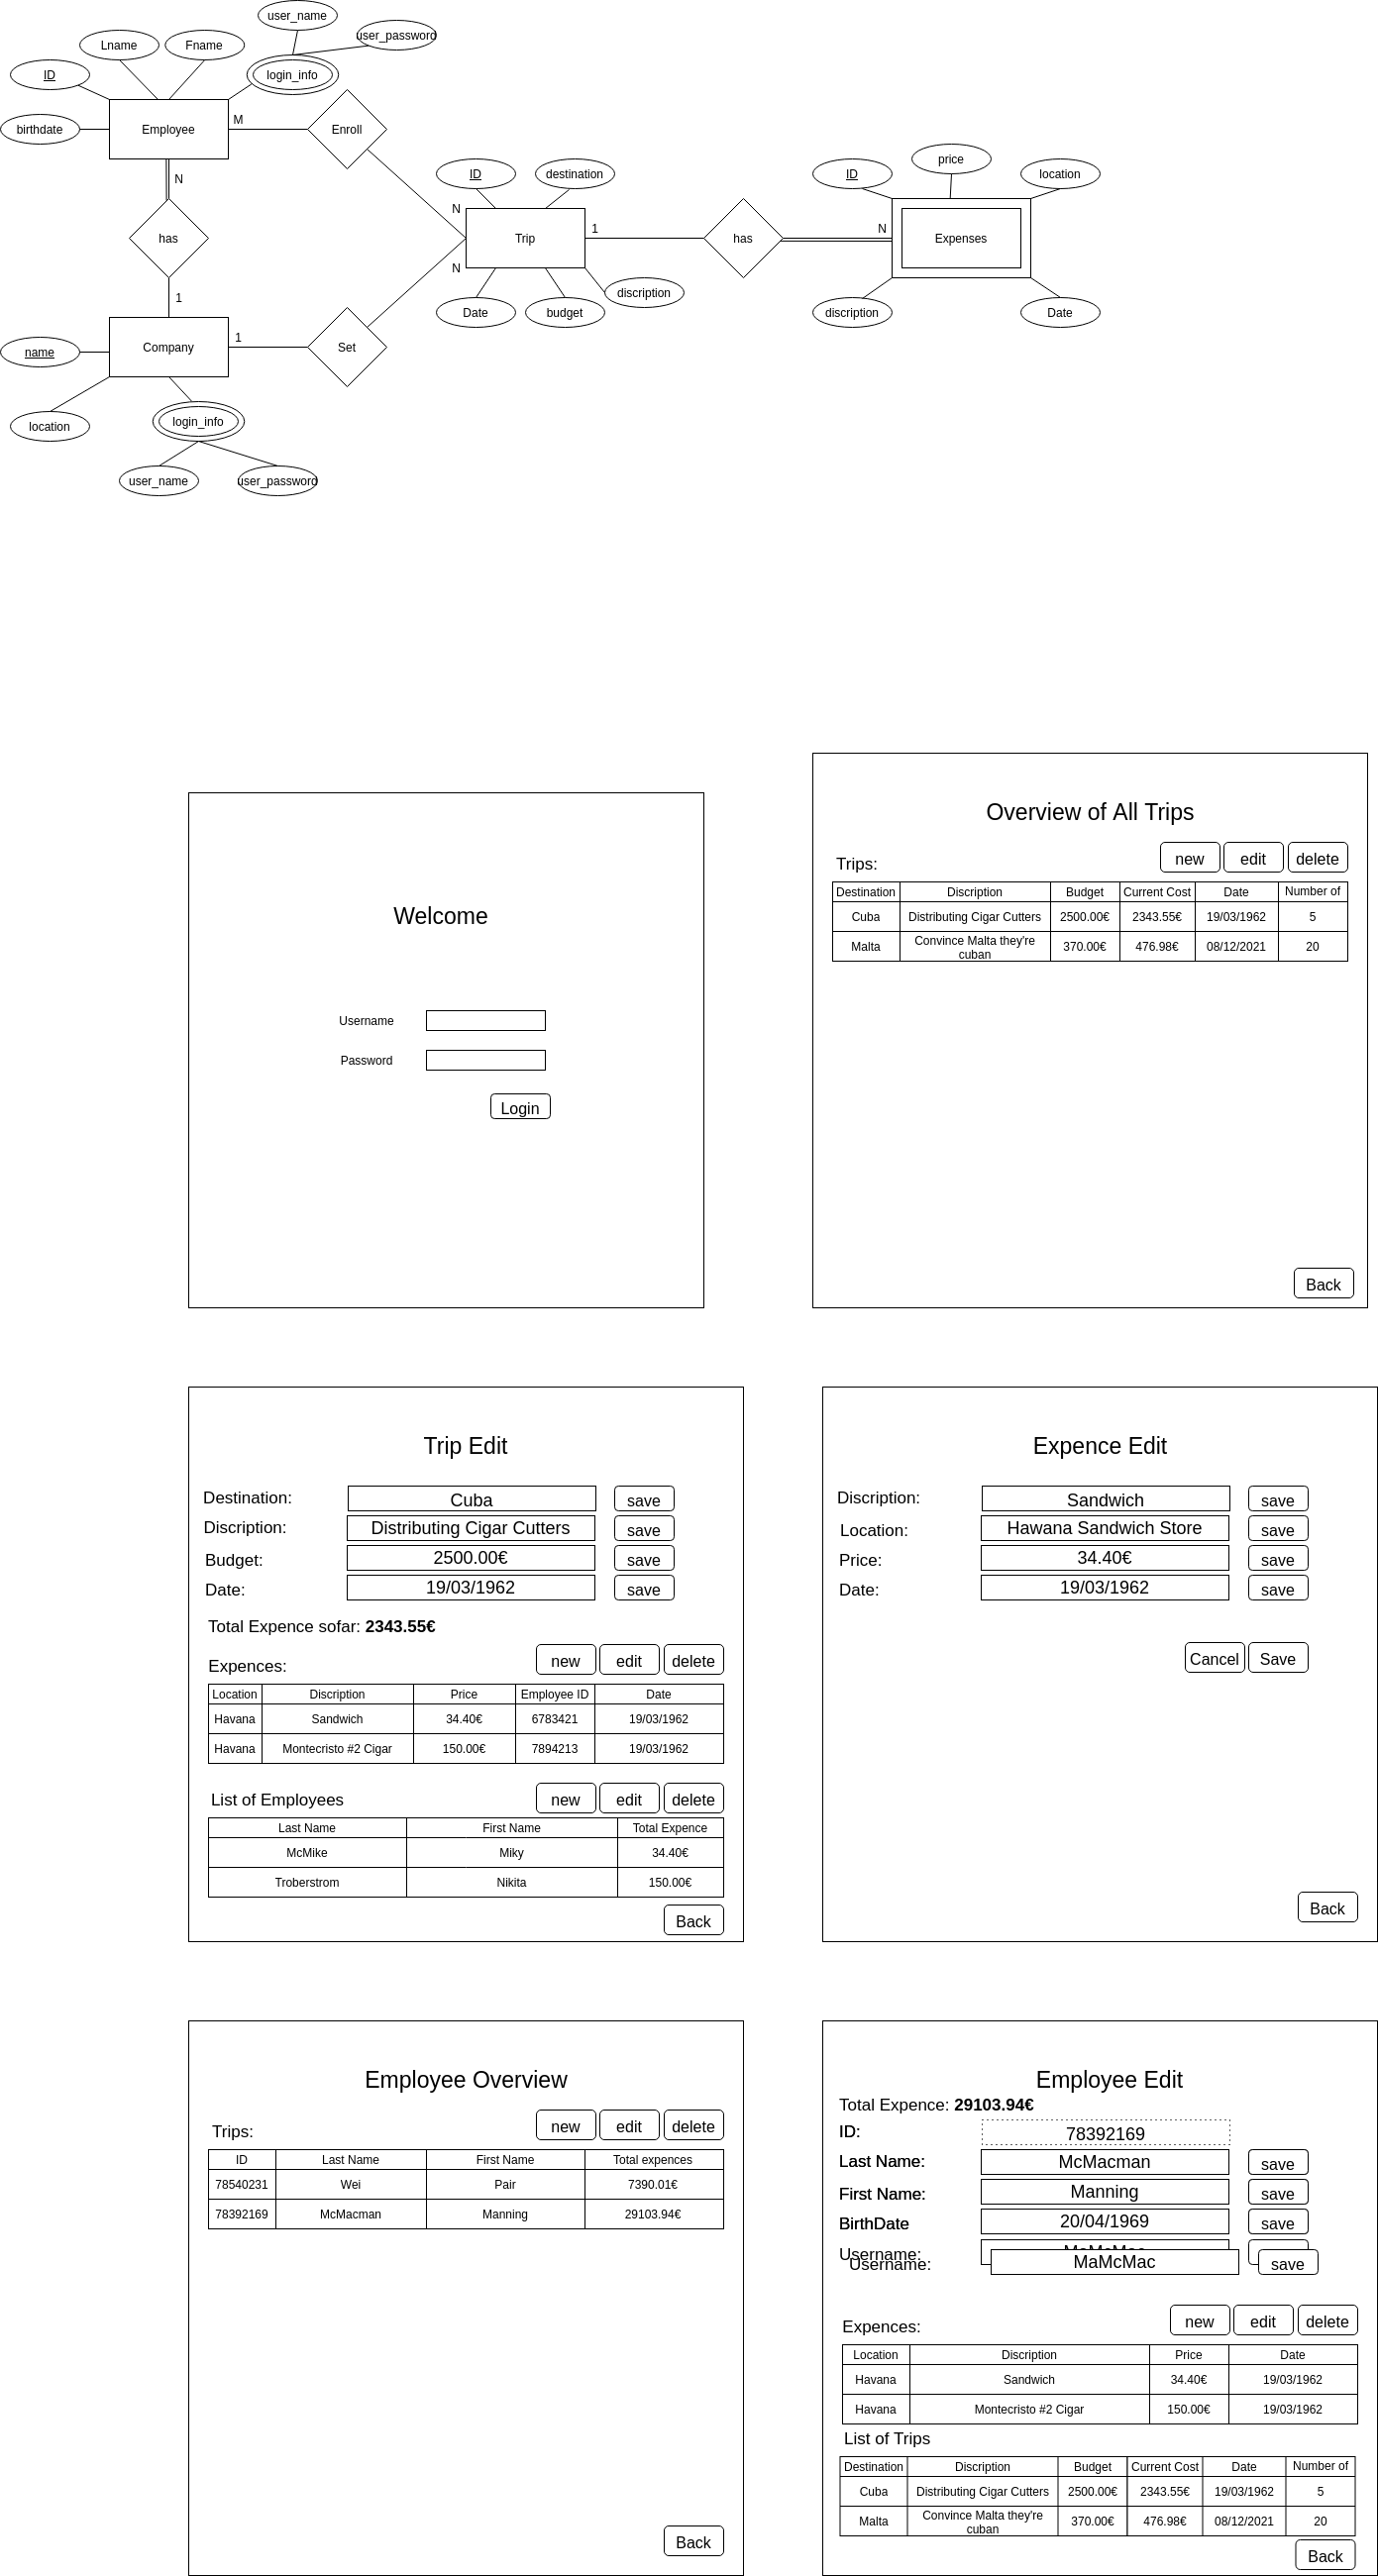 user_name
user_password
Lname
Fname
login_info
ID
birthdate
Employee
M
Enroll
N
has
1
Company
name
location
login_info
user_name
user_password
1
Set
N
N
ID
destination
Trip
Date
budget
discription
1
has
N
ID
price
location
Expenses
discription
Date
Welcome
Username
Password
Login
Overview of All Trips
Trips:
new edit delete
Destination Discription Budget Current Cost Date Number of
Cuba Distributing Cigar Cutters 2500.00€ 2343.55€ 19/03/1962 5
Malta Convince Malta they're cuban 370.00€ 476.98€ 08/12/2021 20
Back
Trip Edit
Destination: Cuba save
Discription: Distributing Cigar Cutters save
Budget: 2500.00€ save
Date: 19/03/1962 save
Total Expence sofar: 2343.55€
Expences: new edit delete
Location Discription Price Employee ID Date
Havana Sandwich 34.40€ 6783421 19/03/1962
Havana Montecristo #2 Cigar 150.00€ 7894213 19/03/1962
List of Employees new edit delete
Last Name First Name Total Expence
McMike Miky 34.40€
Troberstrom Nikita 150.00€
Back
Expence Edit
Discription: Sandwich save
Location: Hawana Sandwich Store save
Price: 34.40€ save
Date: 19/03/1962 save
Cancel Save
Back
Employee Overview
Trips: new edit delete
ID Last Name First Name Total expences
78540231 Wei Pair 7390.01€
78392169 McMacman Manning 29103.94€
Back
Employee Edit
Total Expence: 29103.94€
ID: 78392169
Last Name: McMacman save
First Name: Manning save
BirthDate 20/04/1969 save
Username:
Username: MaMcMac save
Expences: new edit delete
Location Discription Price Date
Havana Sandwich 34.40€ 19/03/1962
Havana Montecristo #2 Cigar 150.00€ 19/03/1962
List of Trips
Destination Discription Budget Current Cost Date Number of
Cuba Distributing Cigar Cutters 2500.00€ 2343.55€ 19/03/1962 5
Malta Convince Malta they're cuban 370.00€ 476.98€ 08/12/2021 20
Back